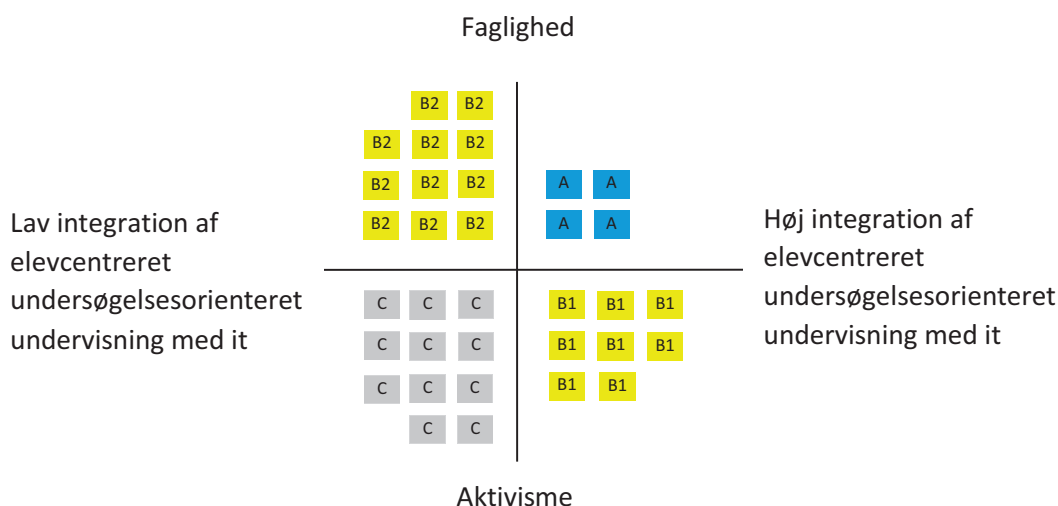 Faglighed
B2 B2
B2 B2 B2
B2 B2 B2
B2 B2 B2
A A
A A
Lav integration af
elevcentreret
undersøgelsesorienteret
undervisning med it
Høj integration af
elevcentreret
undersøgelsesorienteret
undervisning med it
C C C
C C C
C C C
C C
B1 B1 B1
B1 B1 B1
B1 B1
Aktivisme